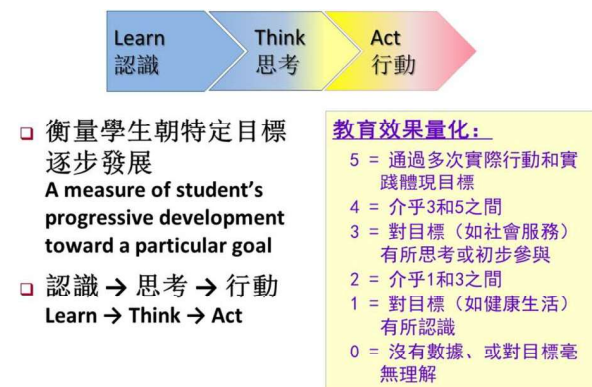 Learn
認識
Think
思考
Act
行動
衡量學生朝特定目標
逐步發展
A measure of student's
progressive development
toward a particular goal
認識 → 思考 → 行動
Learn → Think → Act
教育效果量化：
5 = 通過多次實際行動和實
踐體現目標
4 = 介乎3和5之間
3 = 對目標（如社會服務）
有所思考或初步參與
2 = 介乎1和3之間
1 = 對目標（如健康生活）
有所認識
0 = 沒有數據、或對目標毫
無理解